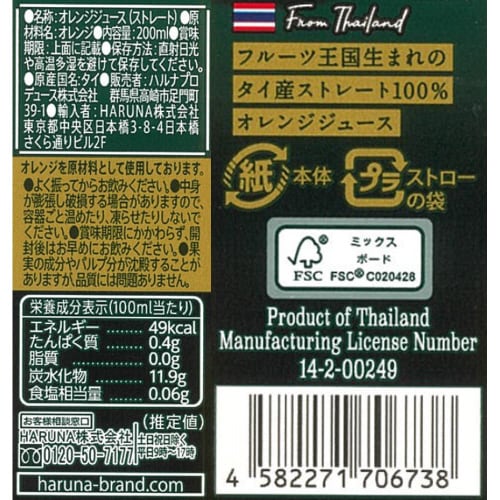 ●名称:オレンジジュース(ストレート)●原
材料名:オレンジ●内容量:200ml●賞味
期限:上面に記載●保存方法:直射日光
や高温多湿を避けて保存してください。
●原産国名:タイ●販売者:ハルナプロ
デュース株式会社 群馬県高崎市足門町
39-1●輸入者:HARUNA株式会社
東京都中央区日本橋3-8-4日本橋
さくら通りビル2F
オレンジを原材料として使用しております。
●よく振ってからお飲みください。●中身
が膨張し破損する場合がありますので、
容器ごと温めたり、凍らせたりしないで
ください。●賞味期限にかかわらず、開
封後はお早めにお飲みください。●果
実の成分やパルプ分が沈殿することが
ありますが、品質には問題ありません。
栄養成分表示(100ml当たり)
エネルギー……49kcal
たんぱく質……0.4g
脂質……0.0g
炭水化物……11.9g
食塩相当量……0.06g
(推定値)
お客様相談窓口
HARUNA株式会社
0120-50-7177
土日祝日除く
平日9時〜17時
haruna-brand.com
From Thailand
フルーツ王国生まれの
タイ産ストレート100%
オレンジジュース
紙 本体 プラ ストロー
の袋
FSC
ミックス
ボード
FSC® C020428
Product of Thailand
Manufacturing License Number
14-2-00249
4 582271 706738